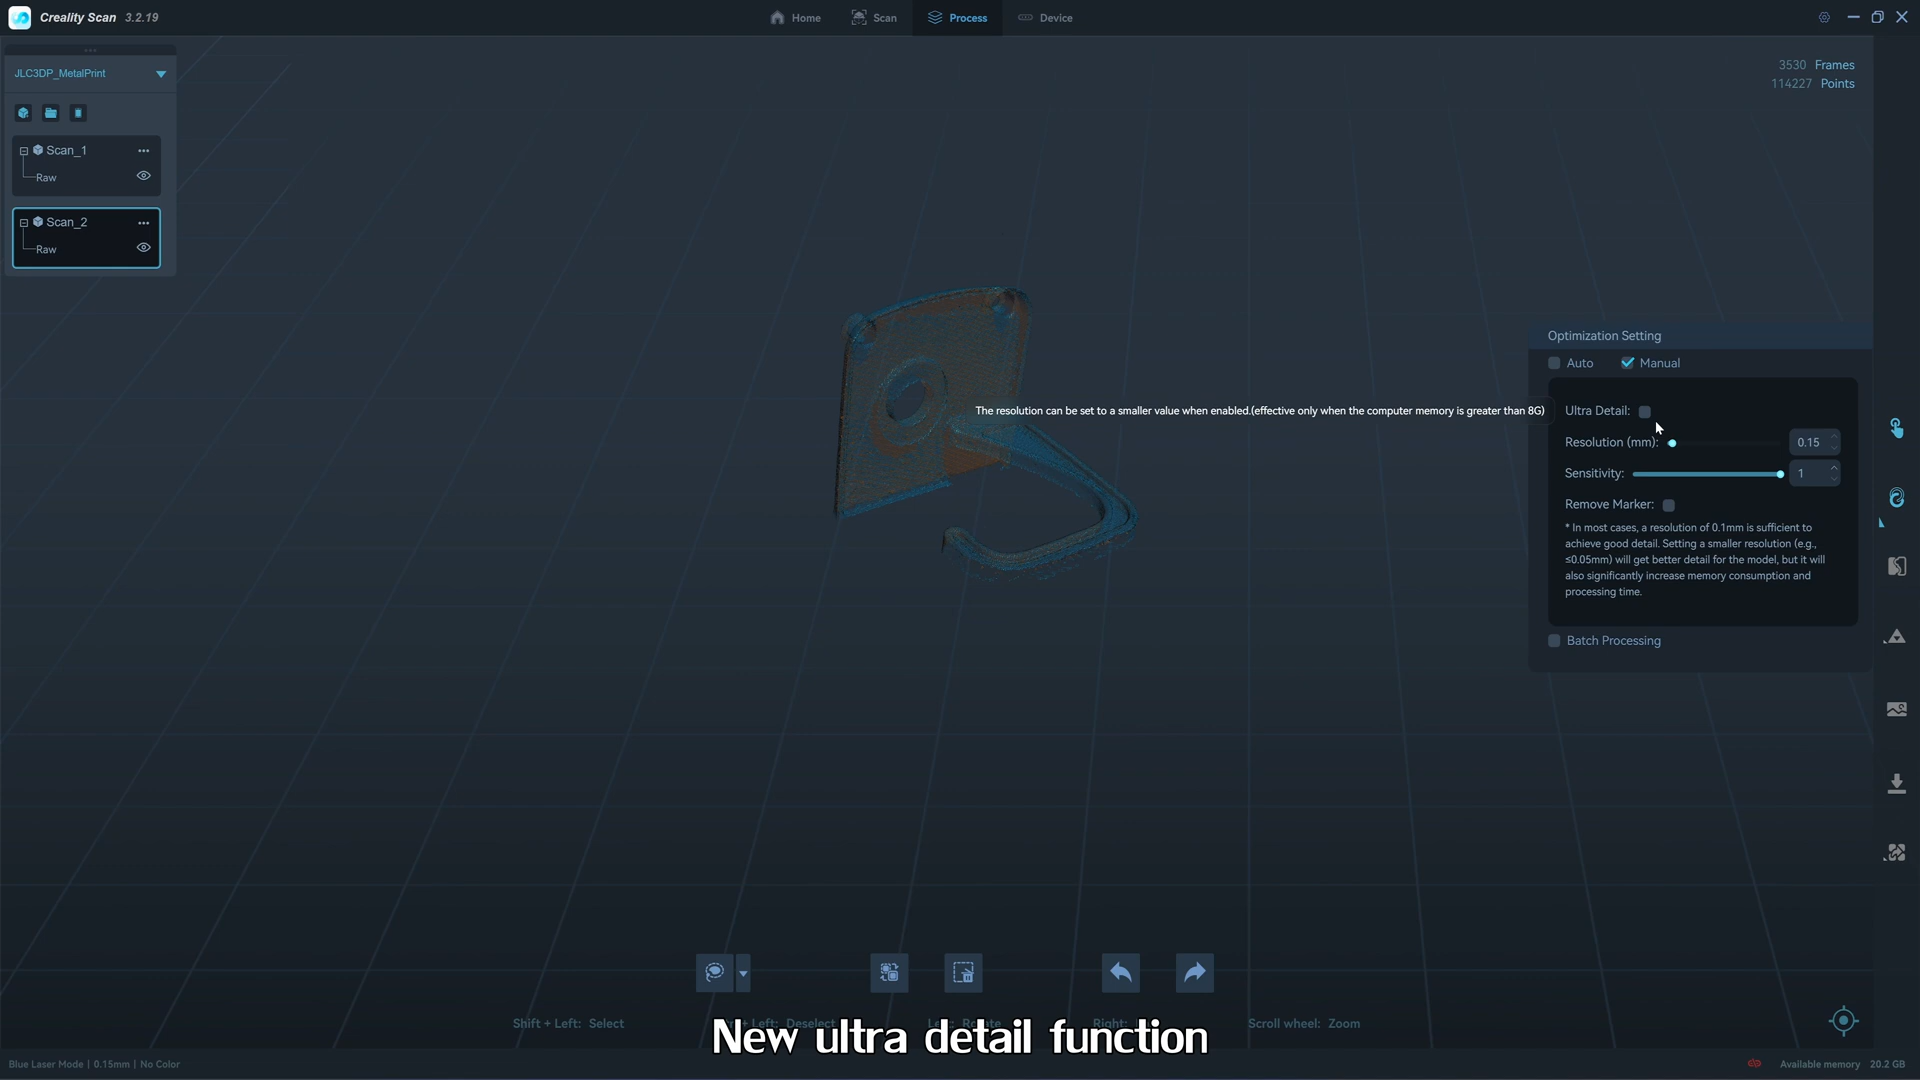 Creality Scan 3.2.19
Home
Scan
Process
Device
JLC3DP_MetalPrint
3530 Frames
114227 Points
Scan_1
Raw
Scan_2
Raw
Optimization Setting
Auto
Manual
The resolution can be set to a smaller value when enabled.(effective only when the computer memory is greater than 8G)
Ultra Detail:
Resolution (mm): 0.15
Sensitivity: 1
Remove Marker:
* In most cases, a resolution of 0.1mm is sufficient to
achieve good detail. Setting a smaller resolution (e.g.,
≤0.05mm) will get better detail for the model, but it will
also significantly increase memory consumption and
processing time.
Batch Processing
Shift + Left: Select
Left: Deselect
Rotate
Right:
Scroll wheel: Zoom
New ultra detail function
Blue Laser Mode | 0.15mm | No Color
Available memory 20.2 GB